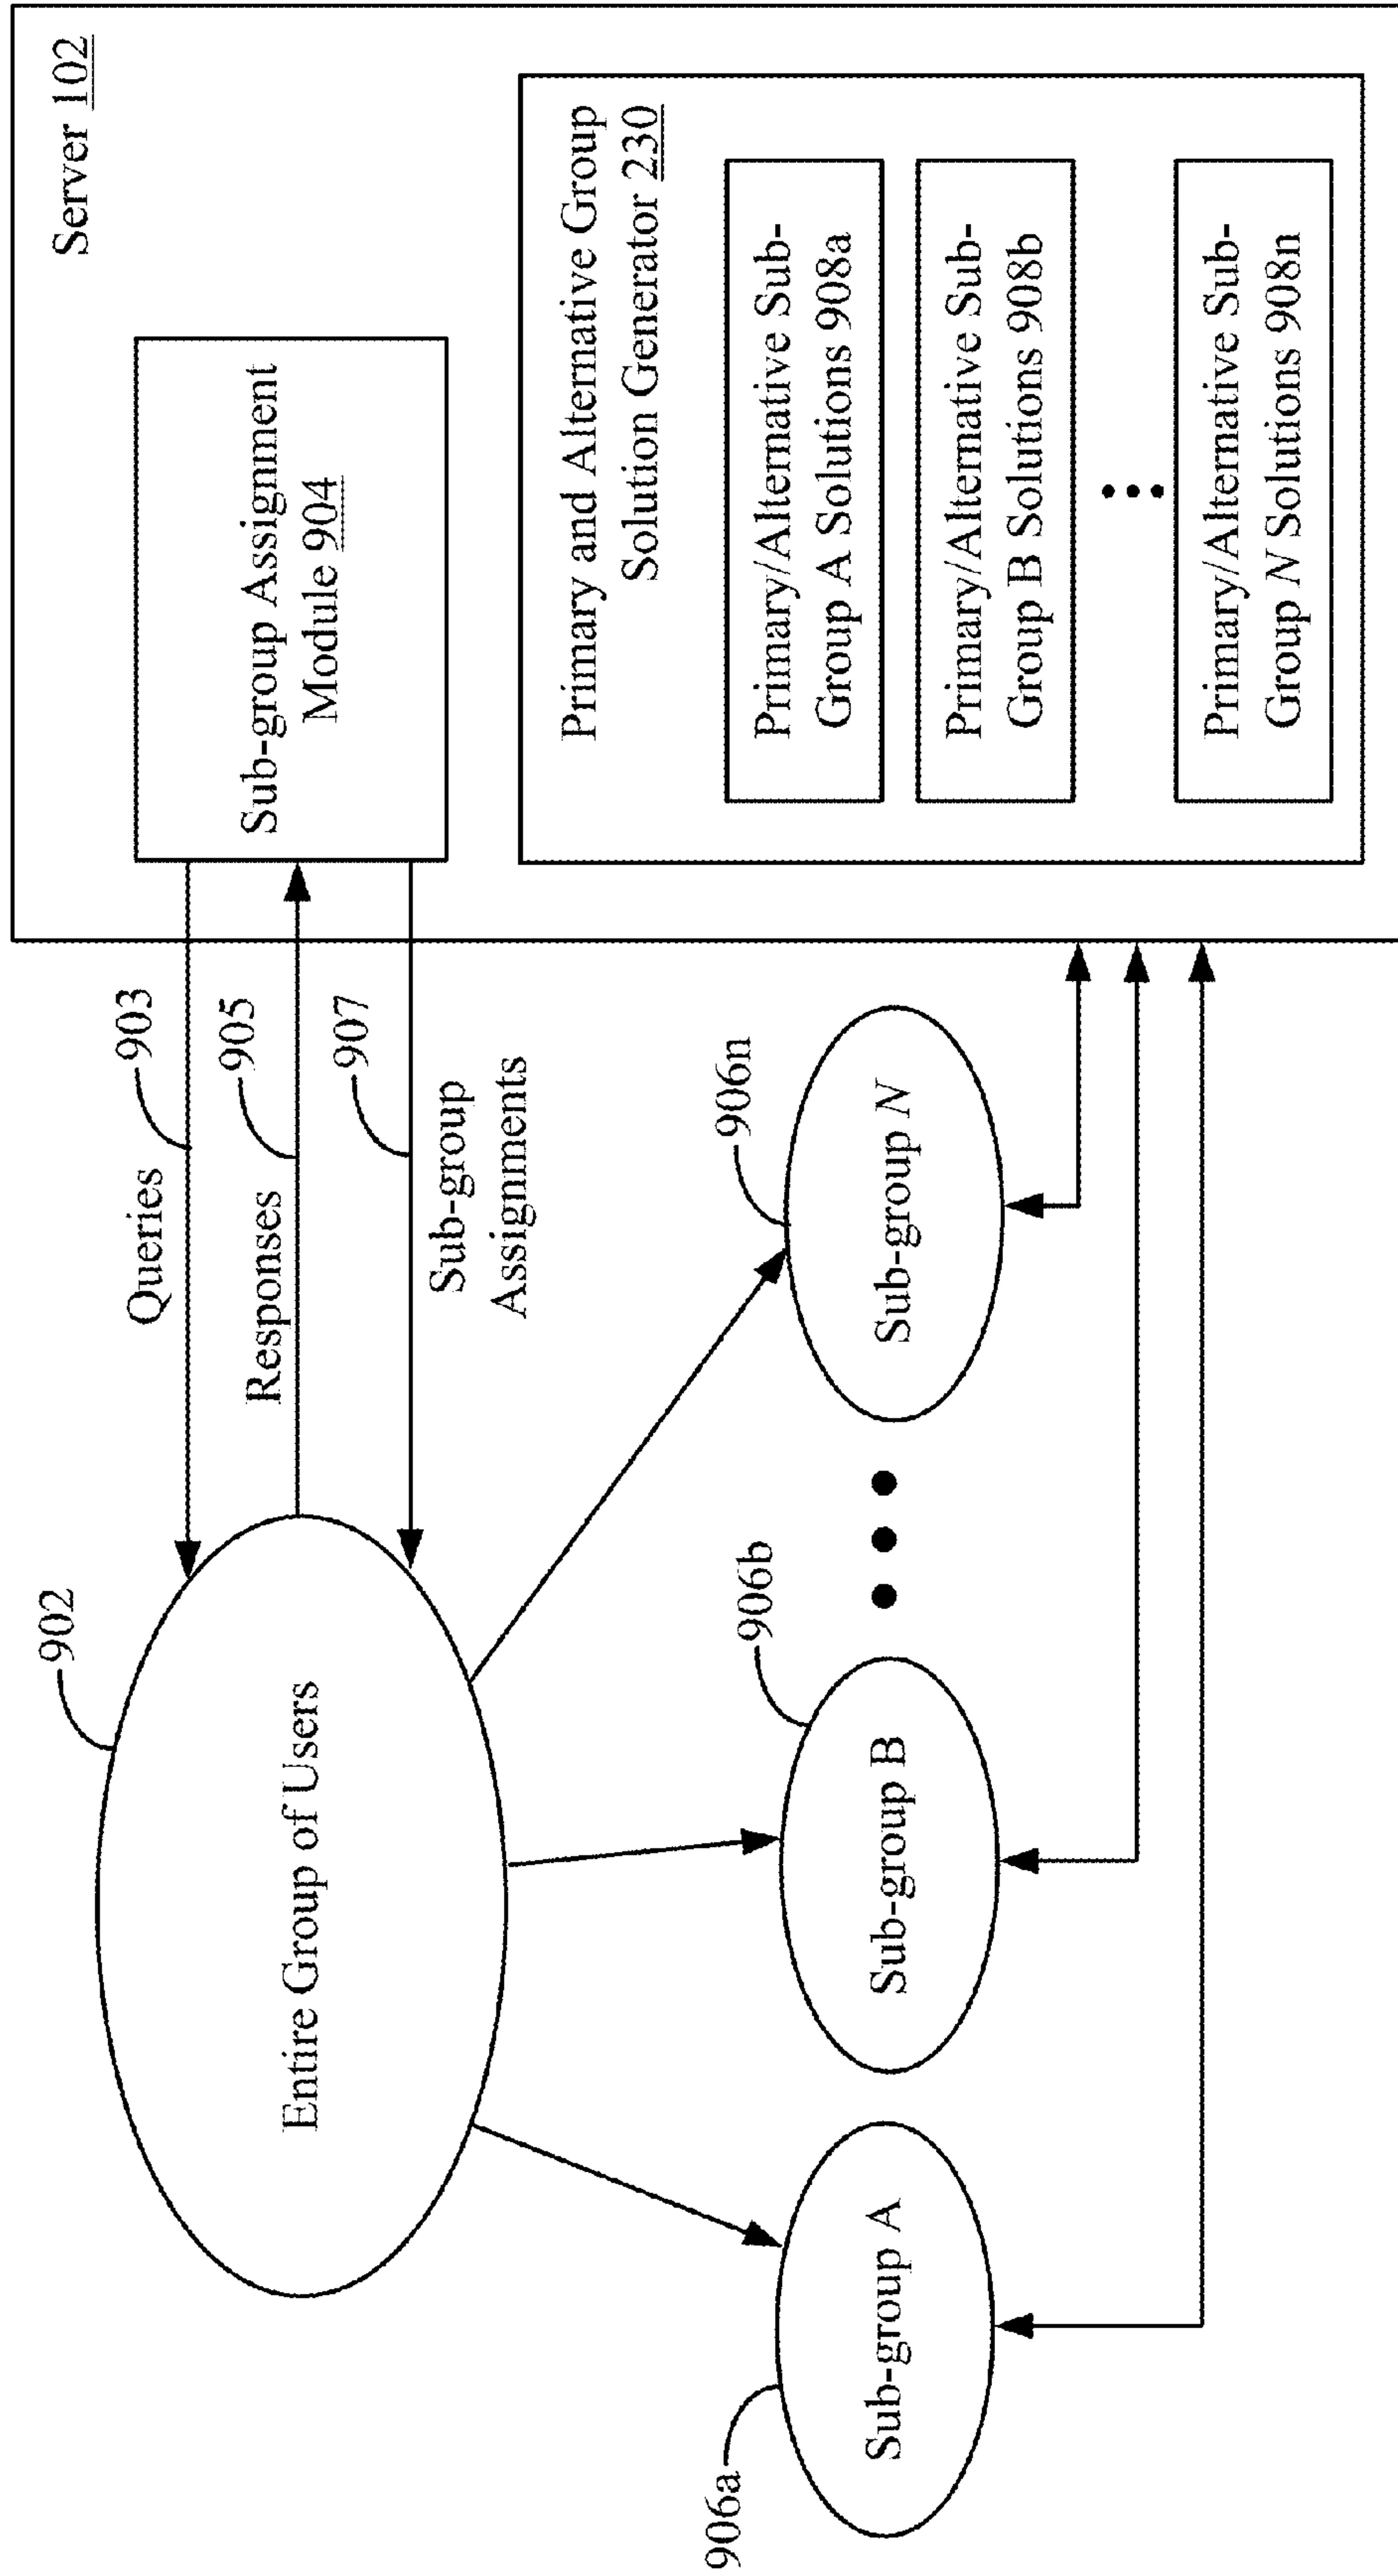 902
Entire Group of Users
Queries
903
Responses
905
907
Sub-group
Assignments
Server 102
Sub-group Assignment
Module 904
Primary and Alternative Group
Solution Generator 230
Primary/Alternative Sub-
Group A Solutions 908a
Primary/Alternative Sub-
Group B Solutions 908b
Primary/Alternative Sub-
Group N Solutions 908n
906a
Sub-group A
906b
Sub-group B
906n
Sub-group N